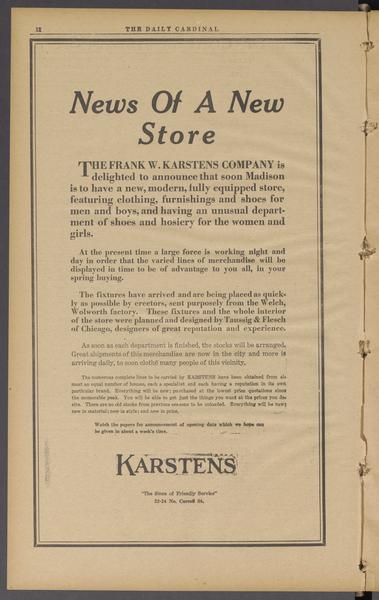 12
THE DAILY CARDINAL
News Of A New
Store
THE FRANK W. KARSTENS COMPANY is
delighted to announce that soon Madison
is to have a new, modern, fully equipped store,
featuring clothing, furnishings and shoes for
men and boys, and having an unusual depart-
ment of shoes and hosiery for the women and
girls.
At the present time a large force is working night and
day in order that the varied lines of merchandise will be
displayed in time to be of advantage to you all, in your
spring buying.
The fixtures have arrived and are being placed as quick-
ly as possible by erectors, sent purposely from the Welch,
Wolworth factory. These fixtures and the whole interior
of the store were planned and designed by Taussig & Flesch
of Chicago, designers of great reputation and experience.
As soon as each department is finished, the stocks will be arranged.
Great shipments of this merchandise are now in the city and more is
arriving daily, to soon clothe many people of this vicinity.
The numerous complete lines to be carried by KARSTENS have been obtained from al-
most an equal number of houses, each a specialist and each having a reputation in its own
particular brand. Everything will be new; purchased at the lowest price quotations since
the memorable peak. You will be able to get just the things you want at the prices you de-
sire. There are no old stocks from previous seasons to be unloaded. Everything will be new;
new in material; new in style; and new in price.
Watch the papers for announcement of opening date which we hope can
be given in about a week's time.
KARSTENS
"The Store of Friendly Service"
22-24 No. Carroll St.